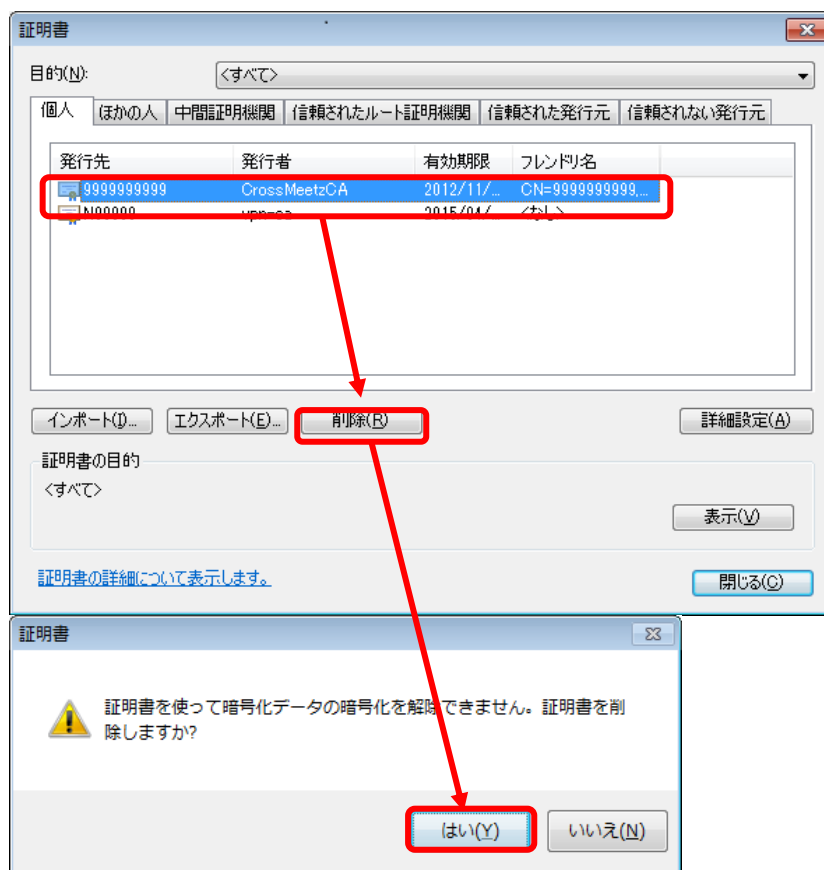 証明書
目的(N): <すべて>
個人 ほかの人 中間証明機関 信頼されたルート証明機関 信頼された発行元 信頼されない発行元
発行先 発行者 有効期限 フレンドリ名
9999999999 CrossMeetzCA 2012/11/... CN=9999999999,...
N99999 2015/04/... <なし>
インポート(I)... エクスポート(E)... 削除(R) 詳細設定(A)
証明書の目的
<すべて>
表示(V)
証明書の詳細について表示します。
閉じる(C)
証明書
証明書を使って暗号化データの暗号化を解除できません。証明書を削
除しますか?
はい(Y) いいえ(N)